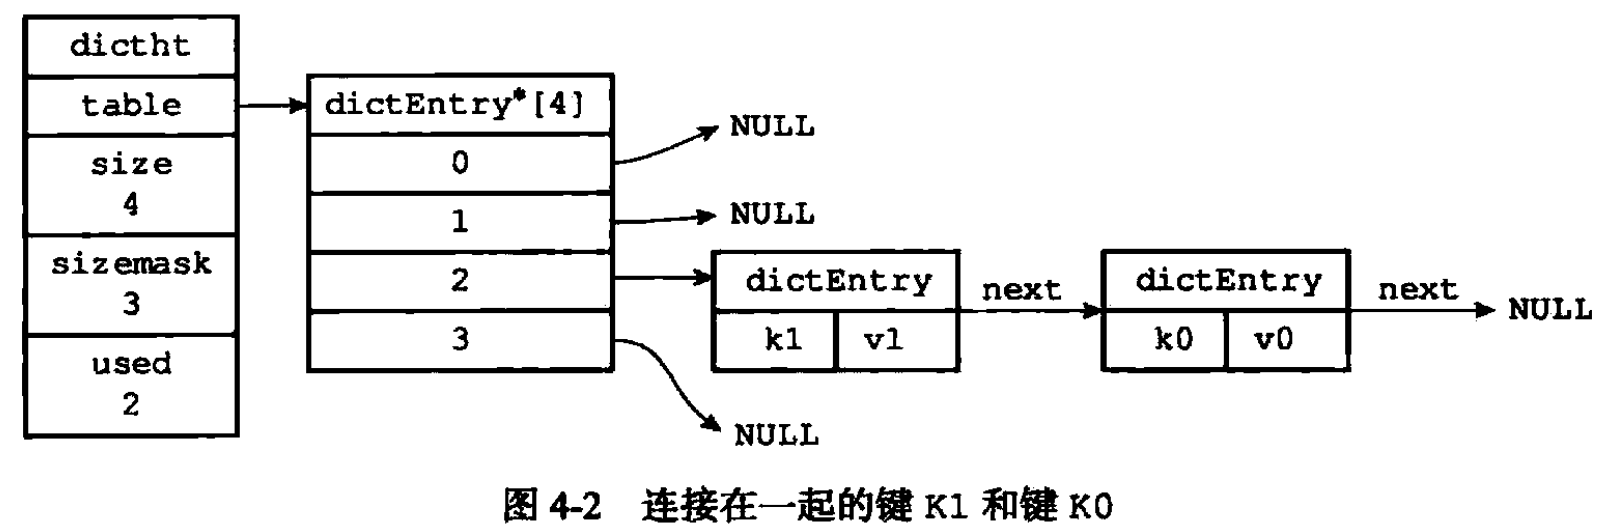 dictht
table
size
4
sizemask
3
used
2
dictEntry*[4]
0
1
2
3
NULL
NULL
dictEntry
k1 v1
next
dictEntry
k0 v0
next
NULL
NULL
图 4-2 连接在一起的键 K1 和键 K0